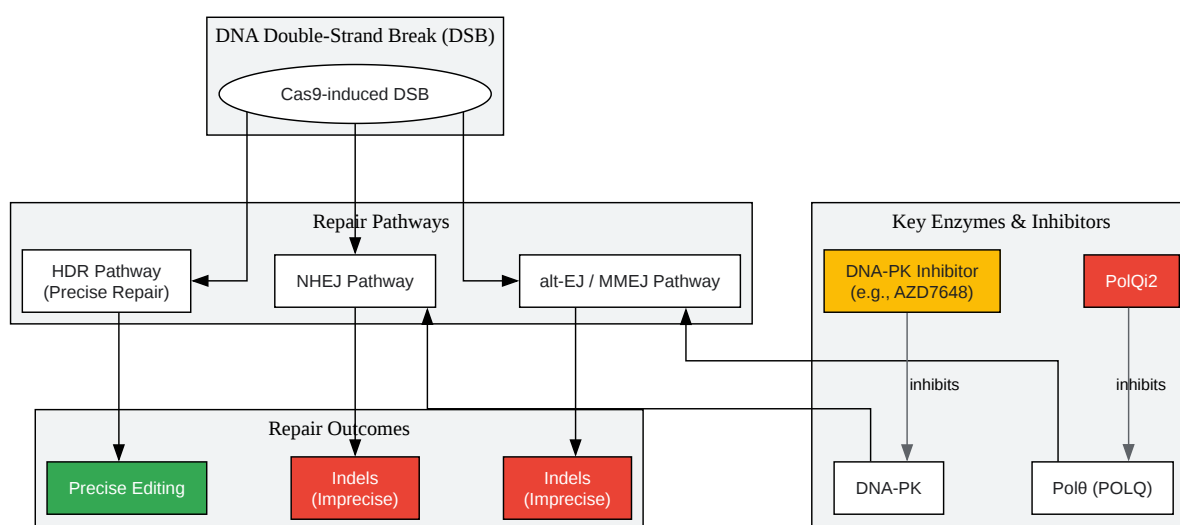 DNA Double-Strand Break (DSB)
Cas9-induced DSB
Repair Pathways
HDR Pathway
(Precise Repair)
NHEJ Pathway
alt-EJ / MMEJ Pathway
Key Enzymes & Inhibitors
DNA-PK Inhibitor
(e.g., AZD7648)
PolQi2
inhibits
inhibits
DNA-PK
Polθ (POLQ)
Repair Outcomes
Precise Editing
Indels
(Imprecise)
Indels
(Imprecise)